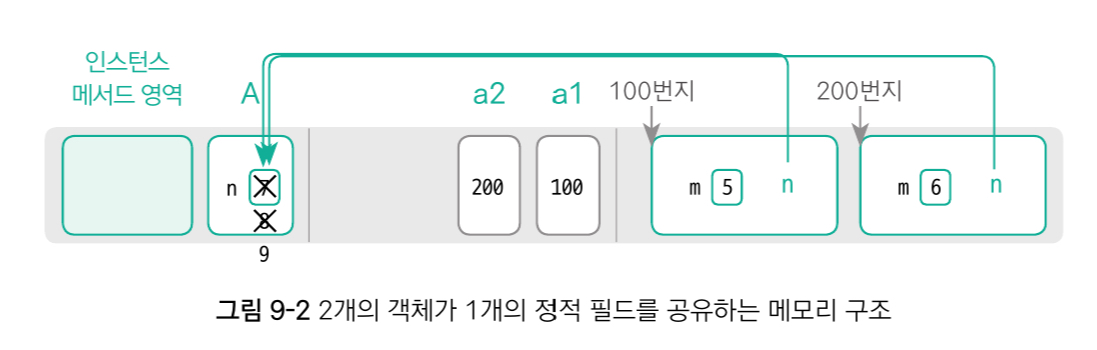 인스턴스
메서드 영역
A
a2
a1
100번지
200번지
n 7
8
9
200
100
m 5 n
m 6 n
그림 9-2 2개의 객체가 1개의 정적 필드를 공유하는 메모리 구조